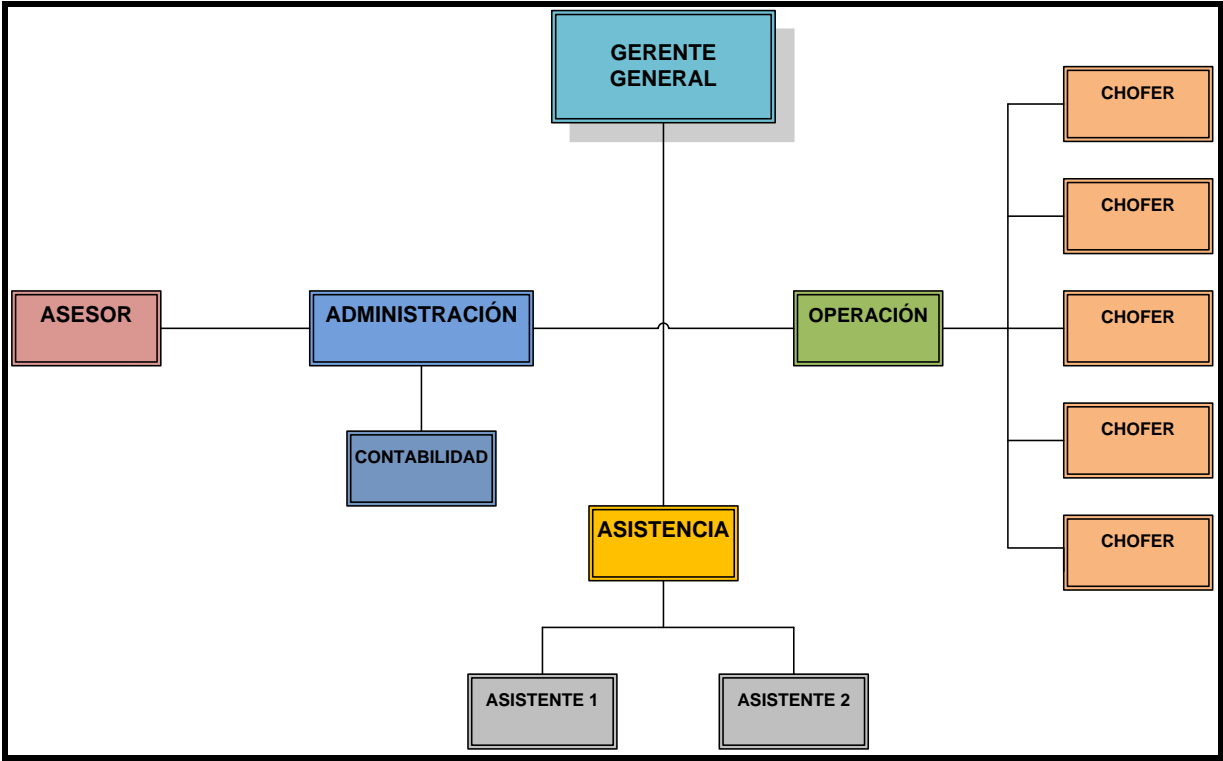 GERENTE
GENERAL
CHOFER
CHOFER
ASESOR
ADMINISTRACIÓN
OPERACIÓN
CHOFER
CHOFER
CONTABILIDAD
ASISTENCIA
CHOFER
ASISTENTE 1
ASISTENTE 2